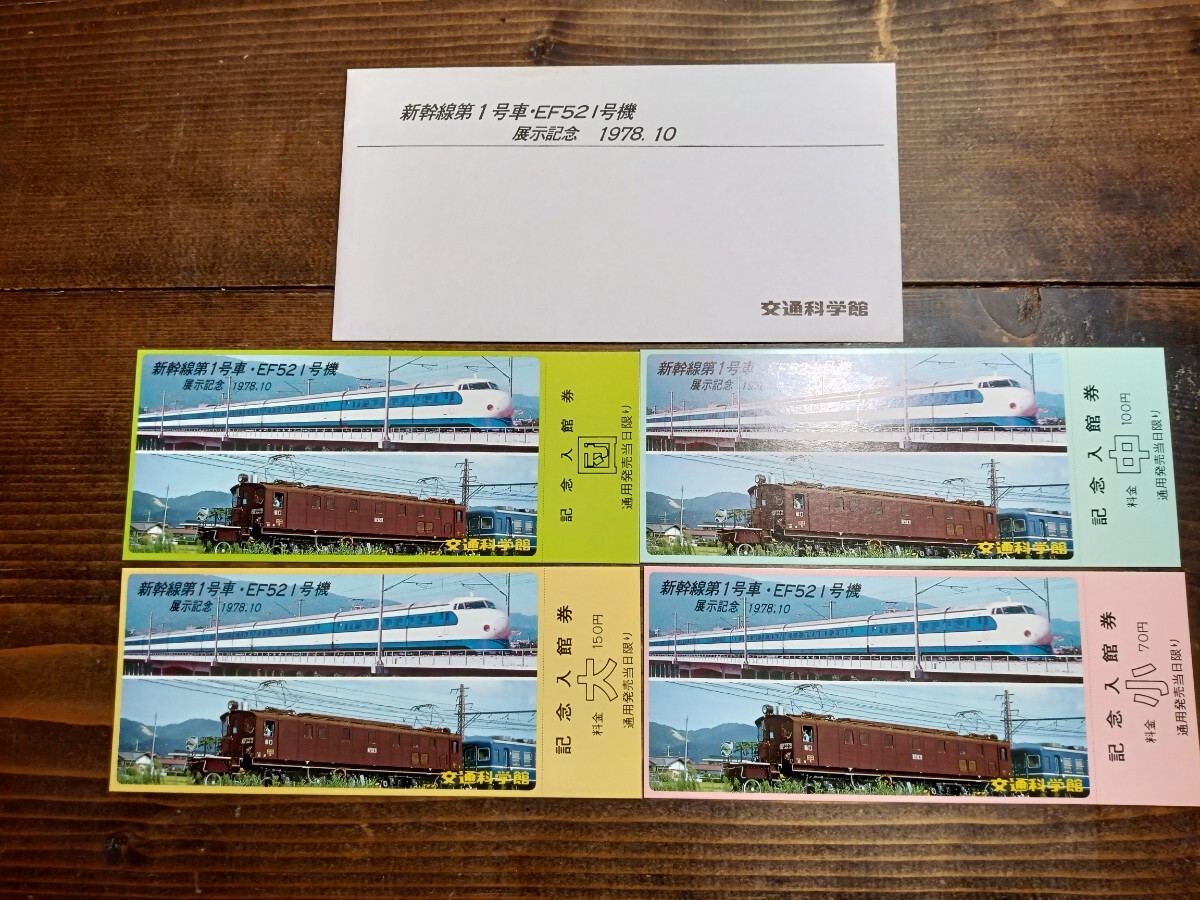 新幹線第1号車・EF521号機
展示記念 1978.10
交通科学館
新幹線第1号車・EF521号機
展示記念 1978.10
交通科学館
記念入館券
通用発売当日限り
新幹線第1号車・EF521号機
展示記念
交通科学館
記念入館券
料金 中 100円
通用発売当日限り
新幹線第1号車・EF521号機
展示記念 1978.10
交通科学館
記念入館券
料金 大 150円
通用発売当日限り
新幹線第1号車・EF521号機
展示記念 1978.10
交通科学館
記念入館券
料金 小 70円
通用発売当日限り